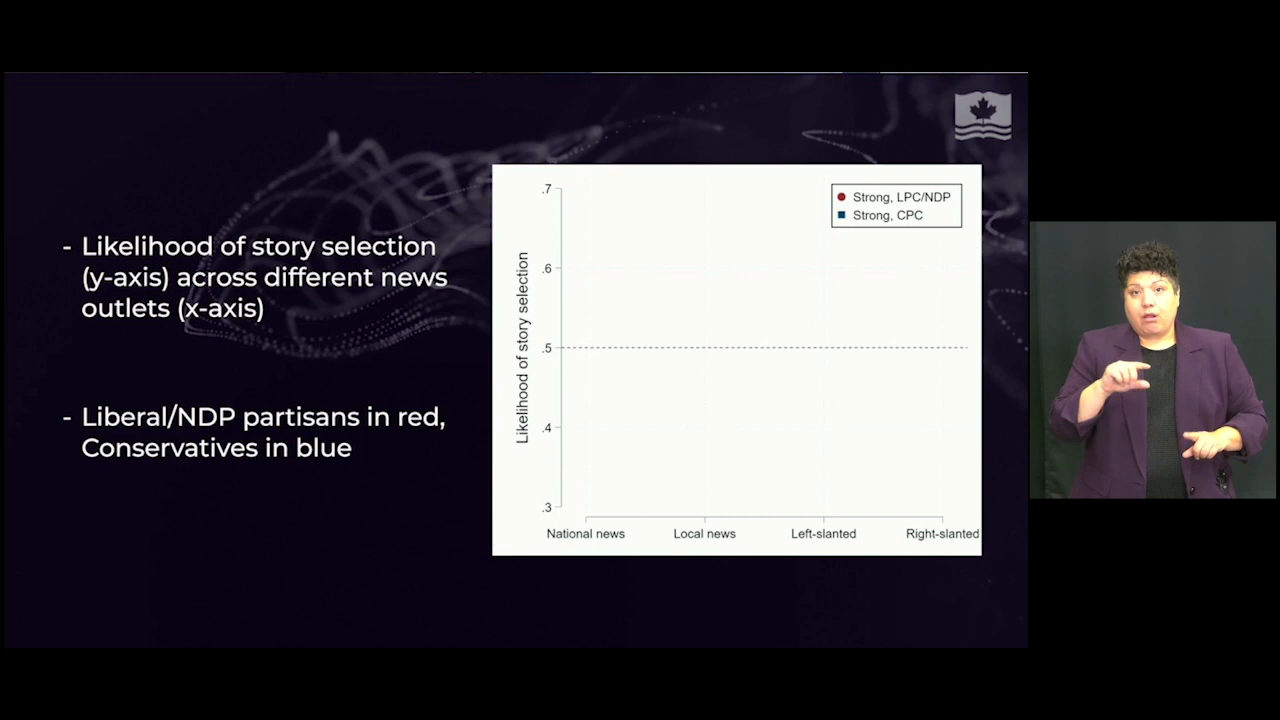 - Likelihood of story selection
(y-axis) across different news
outlets (x-axis)
- Liberal/NDP partisans in red,
Conservatives in blue
Likelihood of story selection
.7
.6
.5
.4
.3
National news
Local news
Left-slanted
Right-slanted
Strong, LPC/NDP
Strong, CPC